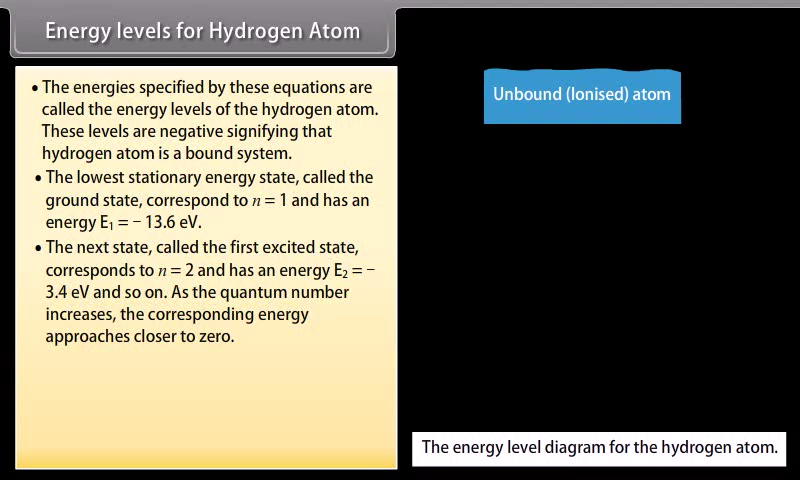 Energy levels for Hydrogen Atom
• The energies specified by these equations are
called the energy levels of the hydrogen atom.
These levels are negative signifying that
hydrogen atom is a bound system.
• The lowest stationary energy state, called the
ground state, correspond to n = 1 and has an
energy E₁ = − 13.6 eV.
• The next state, called the first excited state,
corresponds to n = 2 and has an energy E₂ = −
3.4 eV and so on. As the quantum number
increases, the corresponding energy
approaches closer to zero.
Unbound (Ionised) atom
The energy level diagram for the hydrogen atom.